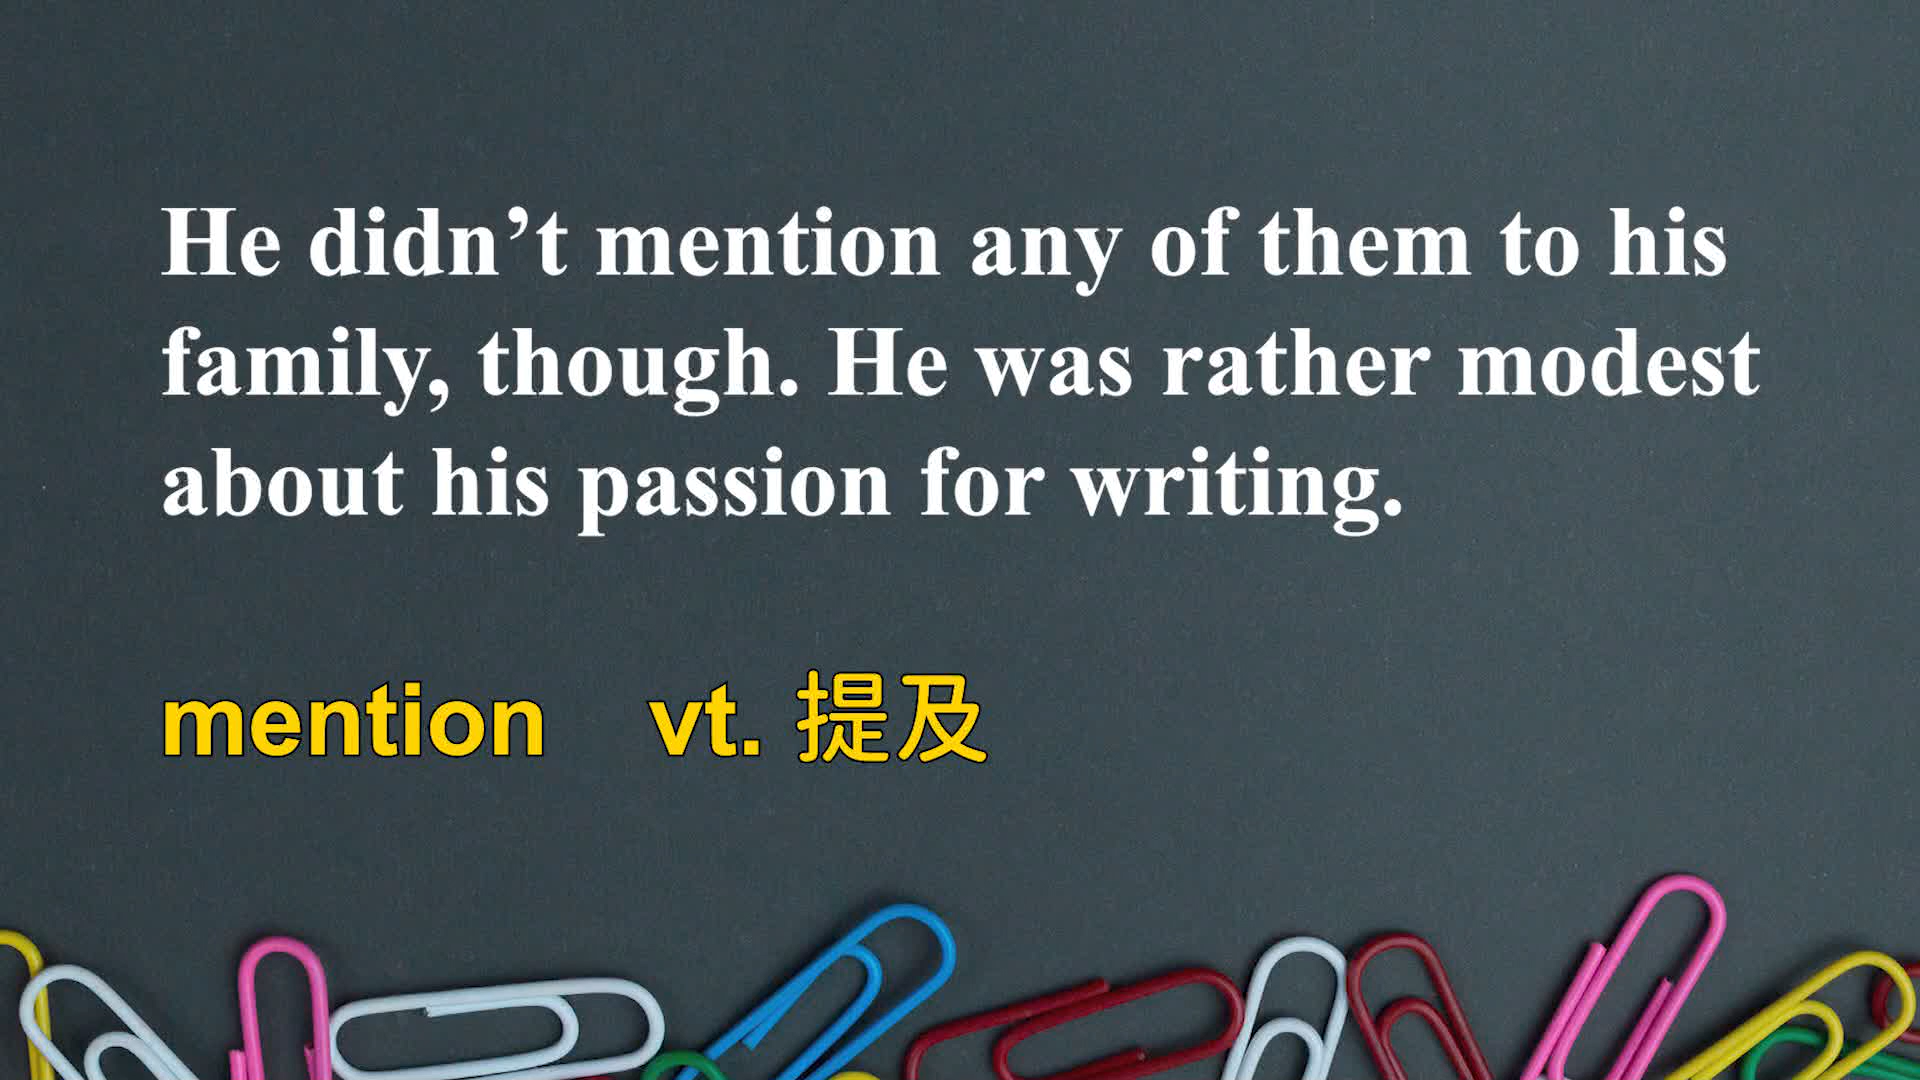 He didn’t mention any of them to his
family, though. He was rather modest
about his passion for writing.
mention vt. 提及